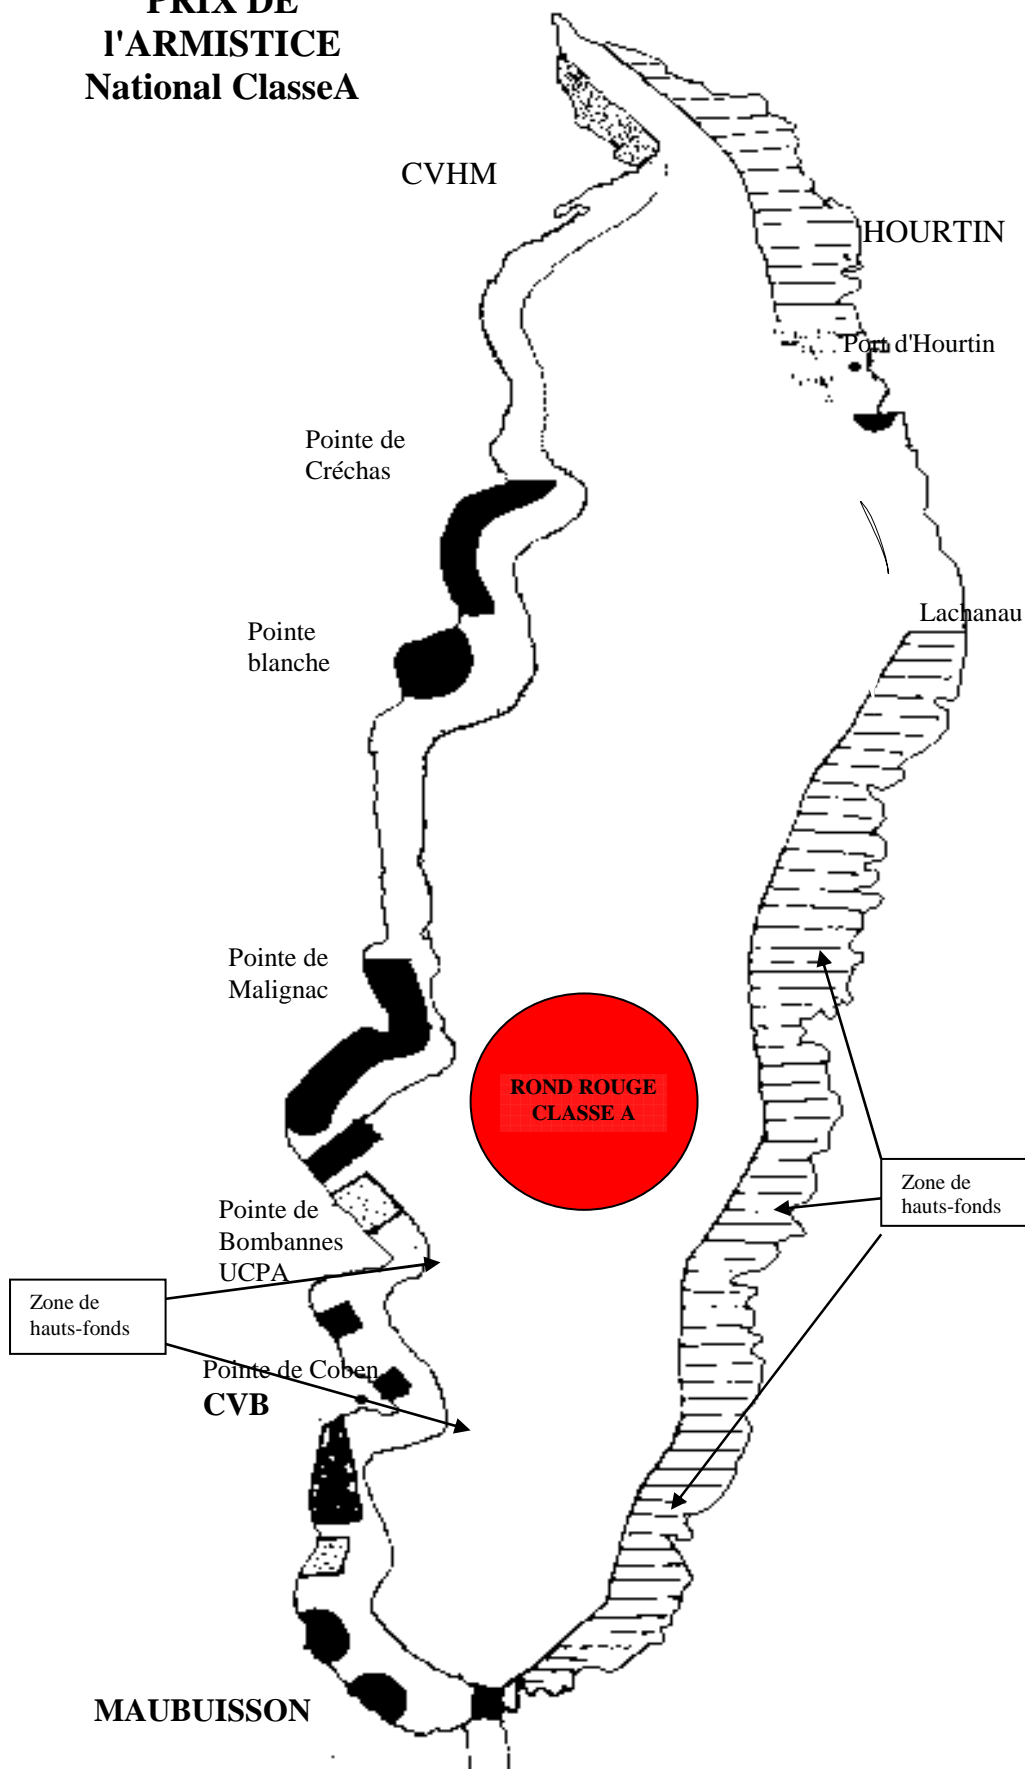 PRIX DE
l'ARMISTICE
National ClasseA
CVHM
HOURTIN
Port d'Hourtin
Pointe de
Créchas
Lachanau
Pointe
blanche
Pointe de
Malignac
ROND ROUGE
CLASSE A
Zone de
hauts-fonds
Pointe de
Bombannes
UCPA
Zone de
hauts-fonds
Pointe de Coben
CVB
MAUBUISSON